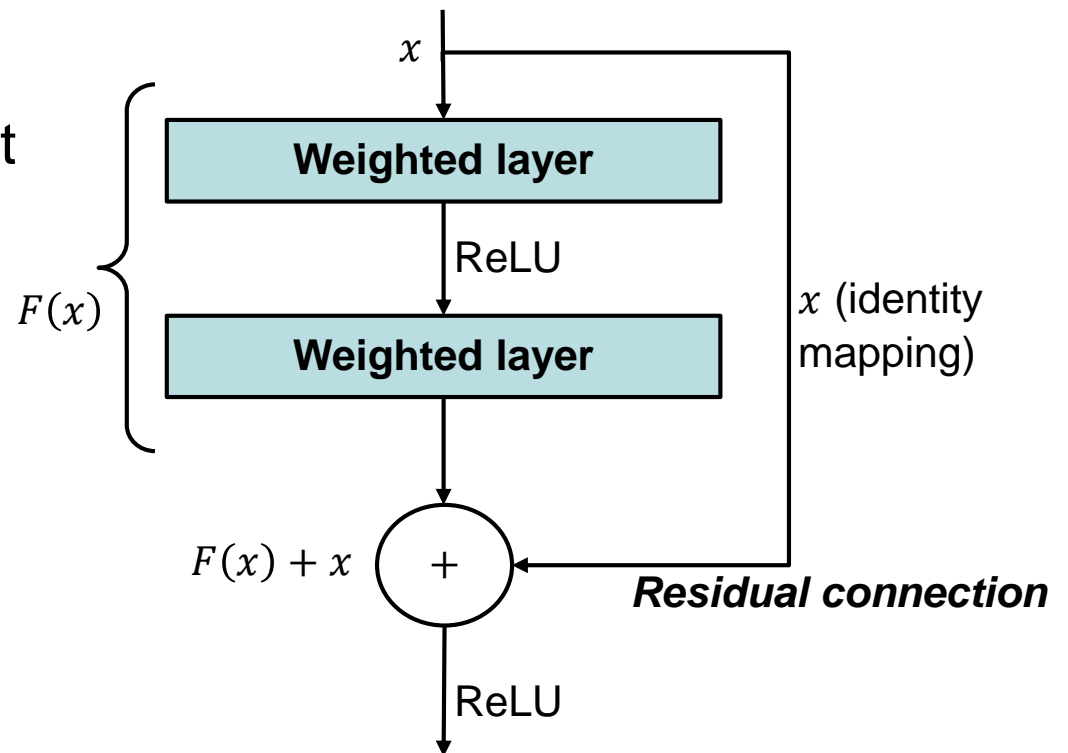 x
t
Weighted layer
ReLU
F(x)
x (identity
mapping)
Weighted layer
F(x) + x
+
Residual connection
ReLU